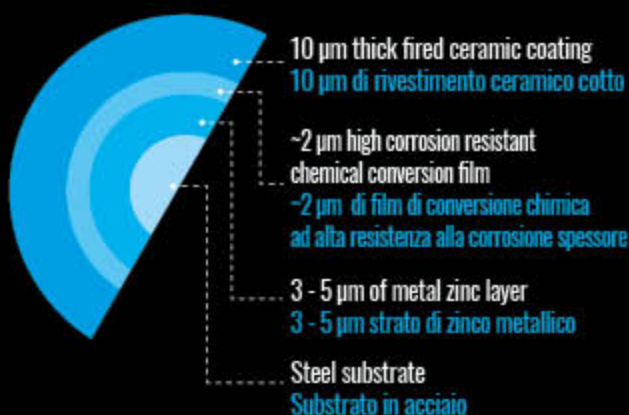 10 µm thick fired ceramic coating
10 µm di rivestimento ceramico cotto
~2 µm high corrosion resistant
chemical conversion film
~2 µm di film di conversione chimica
ad alta resistenza alla corrosione spessore
3 - 5 µm of metal zinc layer
3 - 5 µm strato di zinco metallico
Steel substrate
Substrato in acciaio